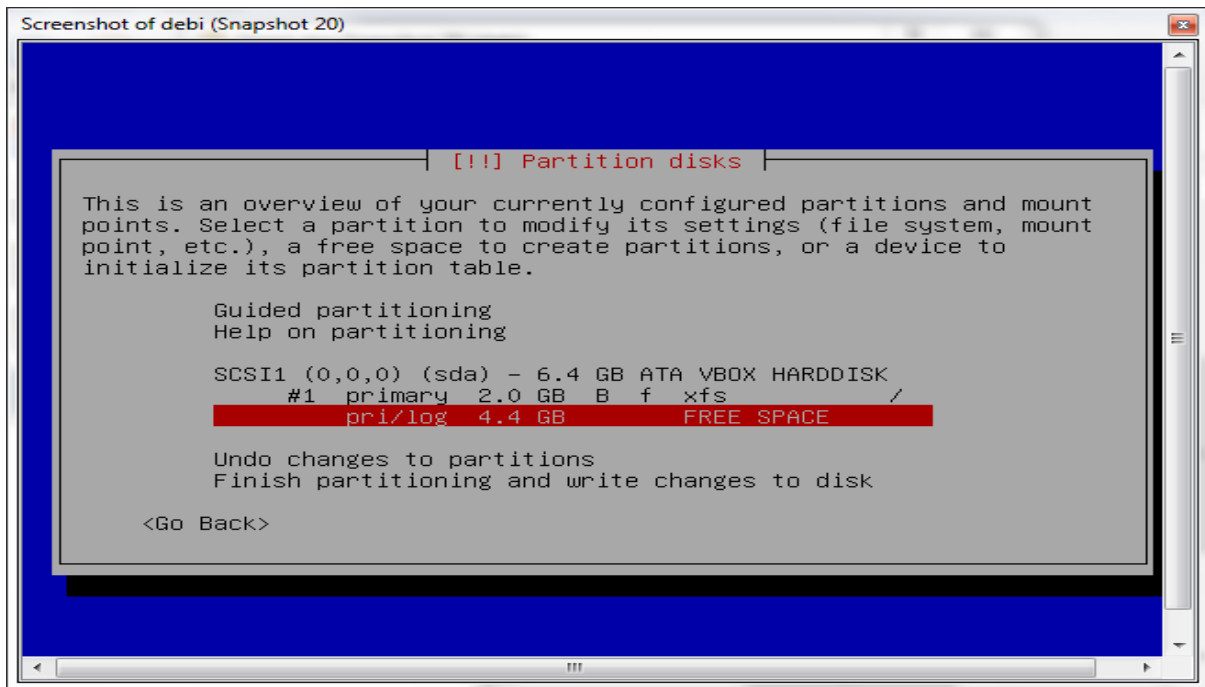 Screenshot of debi (Snapshot 20)
[!!] Partition disks
This is an overview of your currently configured partitions and mount
points. Select a partition to modify its settings (file system, mount
point, etc.), a free space to create partitions, or a device to
initialize its partition table.
Guided partitioning
Help on partitioning
SCSI1 (0,0,0) (sda) - 6.4 GB ATA VBOX HARDDISK
#1 primary 2.0 GB B f xfs /
pri/log 4.4 GB FREE SPACE
Undo changes to partitions
Finish partitioning and write changes to disk
<Go Back>